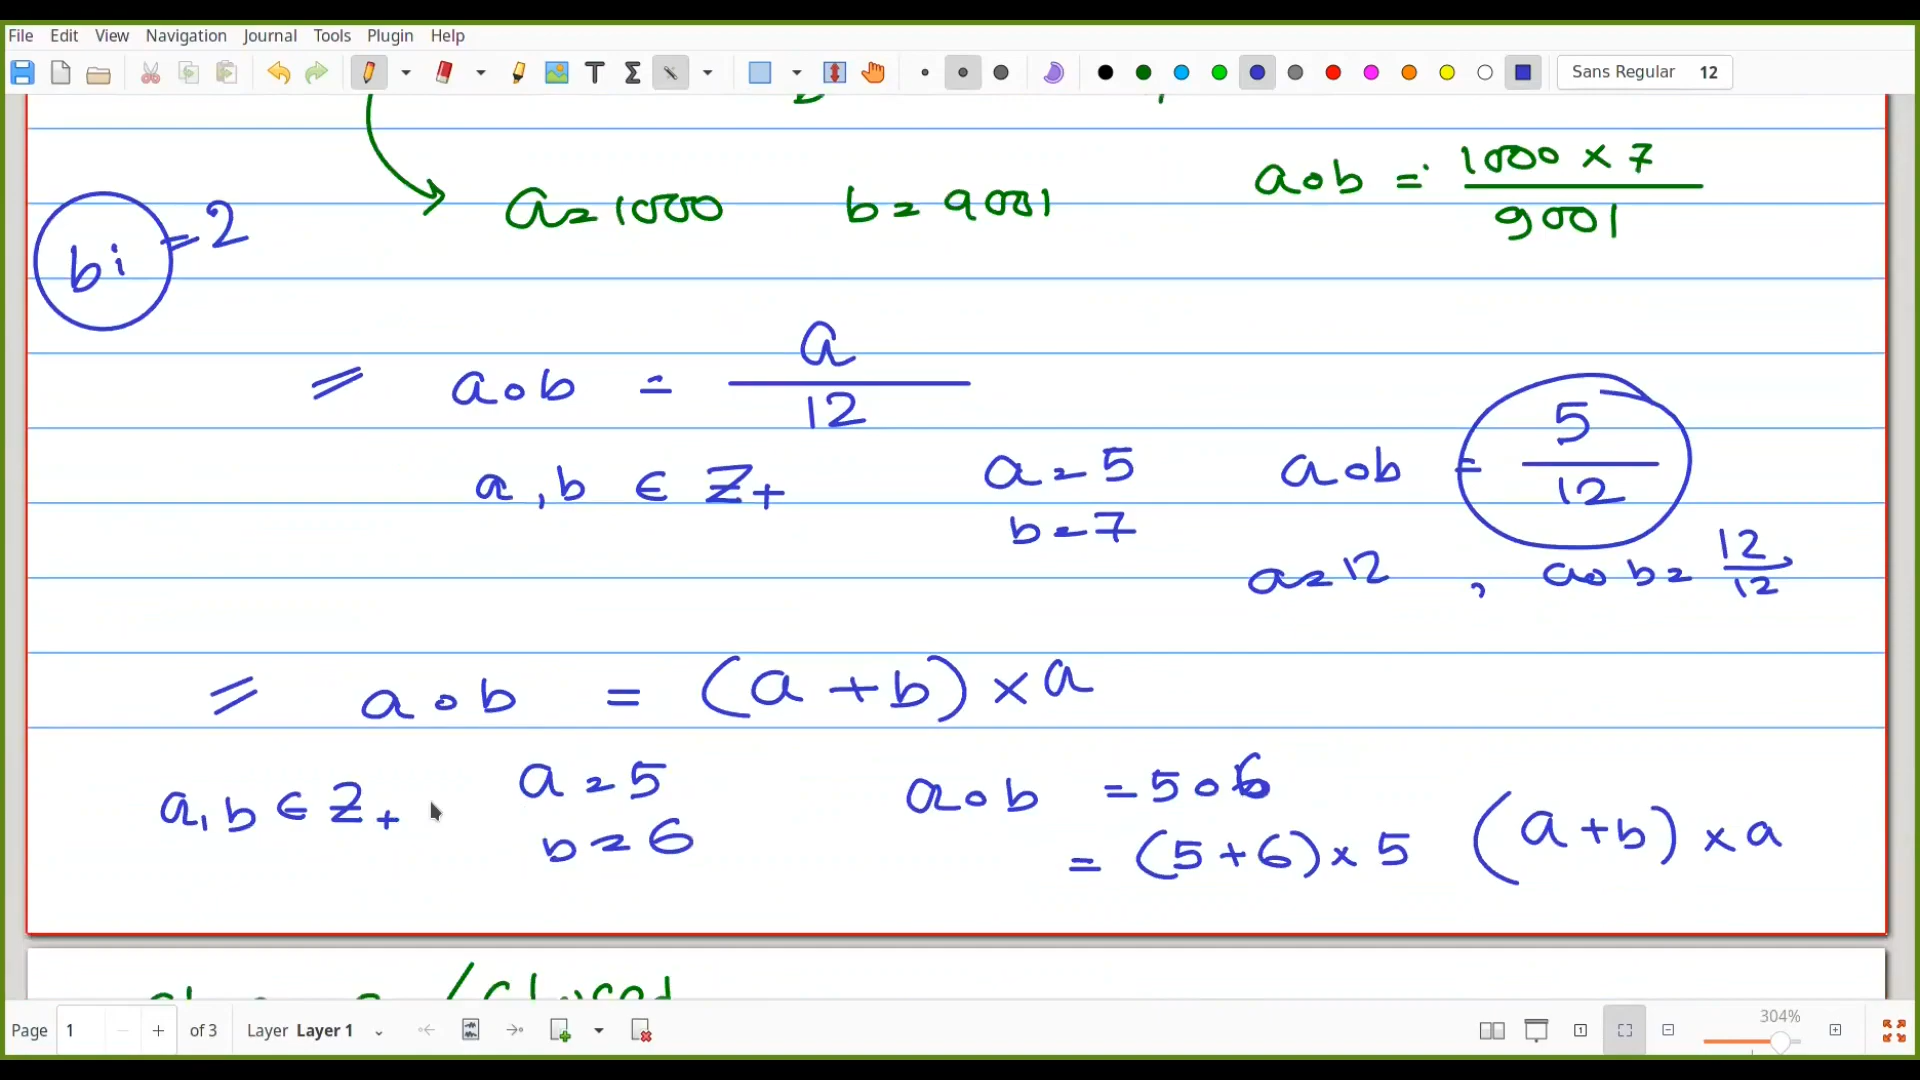 File Edit View Navigation Journal Tools Plugin Help
Sans Regular 12
a∘b = 1000 × 7 / 9001
a = 1000 b = 9001
bi = 2
= a∘b = a / 12
a, b ∈ Z+ a = 5 a∘b = 5 / 12
b = 7
a = 12 , a∘b = 12 / 12
= a∘b = (a + b) × a
a, b ∈ Z+ a = 5 a∘b = 5∘6
b = 6 = (5 + 6) × 5 (a + b) × a
Page 1 of 3 Layer Layer 1 304%